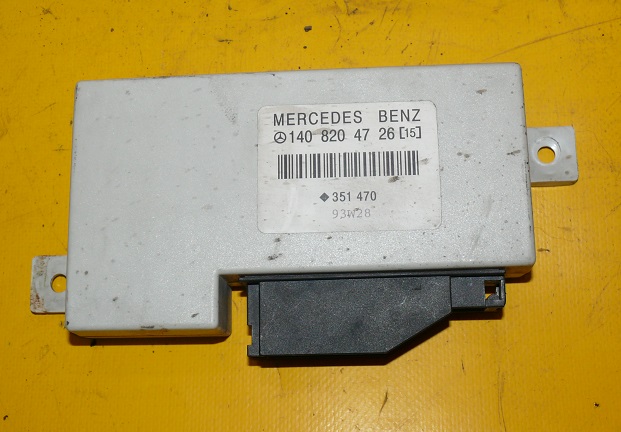 MERCEDES BENZ
140 820 47 26 [15]
351 470
93W28